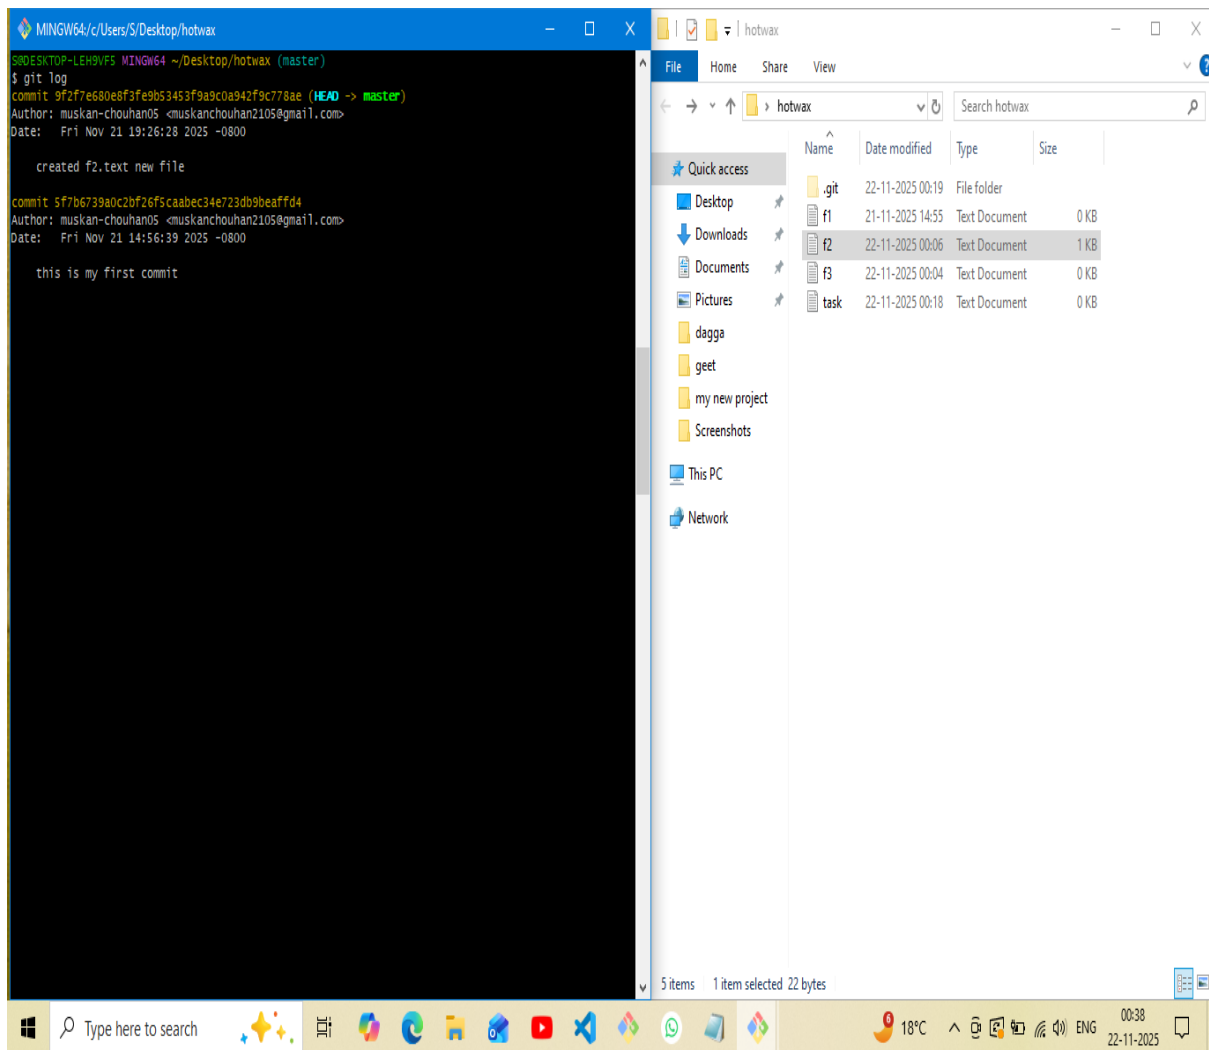 MINGW64:/c/Users/S/Desktop/hotwax
S@DESKTOP-LEH9VF5 MINGW64 ~/Desktop/hotwax (master)
$ git log
commit 9f2f7e680e8f3fe9b53453f9a9c0a942f9c778ae (HEAD -> master)
Author: muskan-chouhan05 <muskanchouhan2105@gmail.com>
Date:   Fri Nov 21 19:26:28 2025 -0800
created f2.text new file
commit 5f7b6739a0c2bf26f5caabec34e723db9beaffd4
Author: muskan-chouhan05 <muskanchouhan2105@gmail.com>
Date:   Fri Nov 21 14:56:39 2025 -0800
this is my first commit
hotwax
File Home Share View
hotwax Search hotwax
Name Date modified Type Size
Quick access
Desktop
Downloads
Documents
Pictures
dagga
geet
my new project
Screenshots
This PC
Network
.git 22-11-2025 00:19 File folder
f1 21-11-2025 14:55 Text Document 0 KB
f2 22-11-2025 00:06 Text Document 1 KB
f3 22-11-2025 00:04 Text Document 0 KB
task 22-11-2025 00:18 Text Document 0 KB
5 items 1 item selected 22 bytes
Type here to search
6
18°C
ENG
00:38
22-11-2025